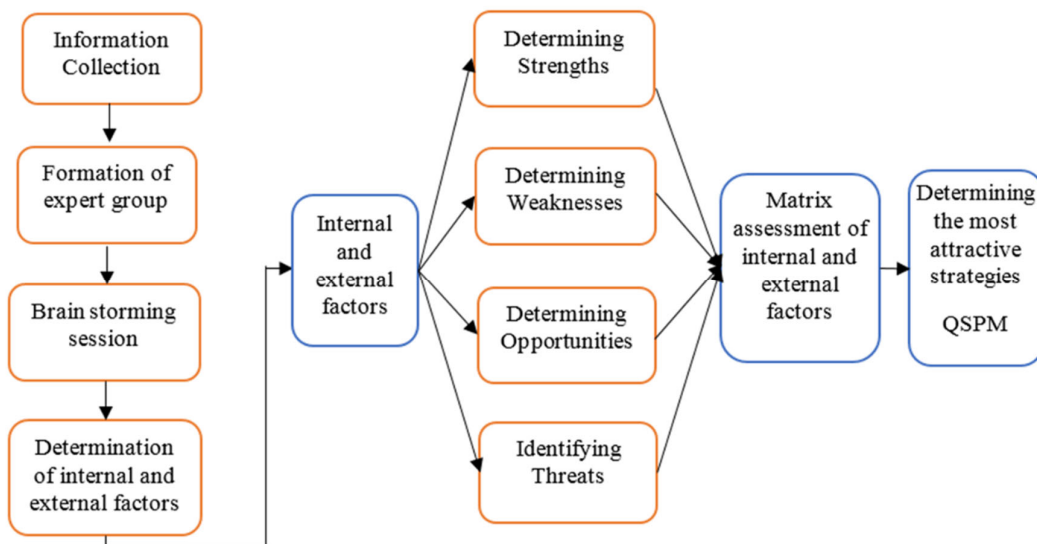 Information
Collection
Formation of
expert group
Brain storming
session
Determination
of internal and
external factors
Internal
and
external
factors
Determining
Strengths
Determining
Weaknesses
Determining
Opportunities
Identifying
Threats
Matrix
assessment of
internal and
external
factors
Determining
the most
attractive
strategies
QSPM